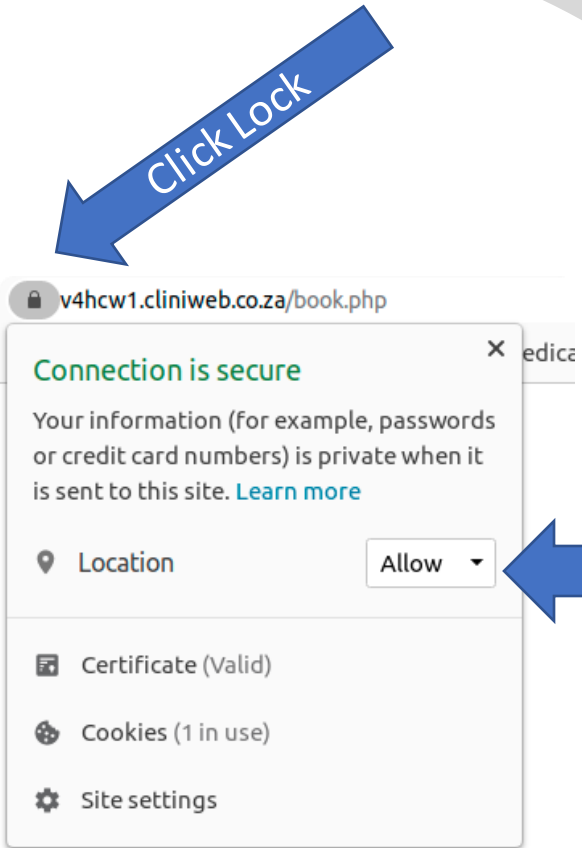 Click Lock
v4hcw1.cliniweb.co.za/book.php
edica
Connection is secure
Your information (for example, passwords
or credit card numbers) is private when it
is sent to this site. Learn more
Location Allow
Certificate (Valid)
Cookies (1 in use)
Site settings